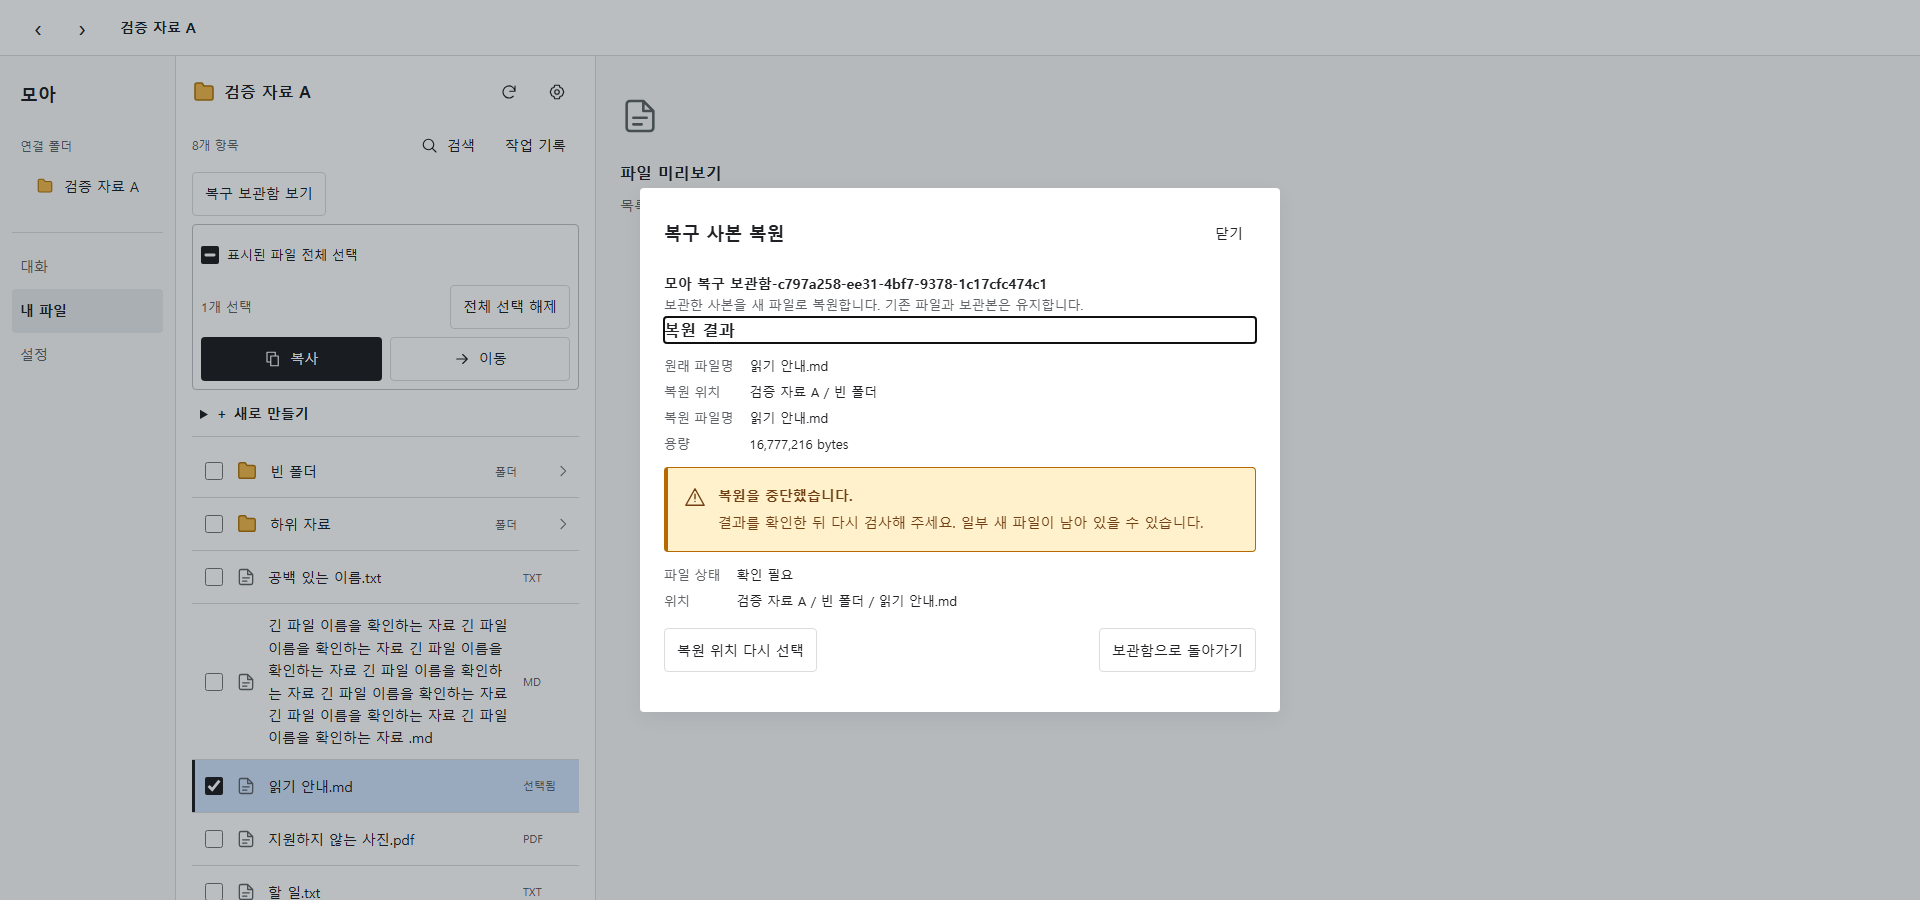 검증 자료 A
모아
연결 폴더
검증 자료 A
대화
내 파일
설정
검증 자료 A
8개 항목
검색
작업 기록
복구 보관함 보기
표시된 파일 전체 선택
1개 선택
전체 선택 해제
복사
이동
+ 새로 만들기
빈 폴더
폴더
하위 자료
폴더
공백 있는 이름.txt
TXT
긴 파일 이름을 확인하는 자료 긴 파일
이름을 확인하는 자료 긴 파일 이름을
확인하는 자료 긴 파일 이름을 확인하
는 자료 긴 파일 이름을 확인하는 자료
긴 파일 이름을 확인하는 자료 긴 파일
이름을 확인하는 자료 .md
MD
읽기 안내.md
선택됨
지원하지 않는 사진.pdf
PDF
할 일.txt
TXT
파일 미리보기
복구 사본 복원
닫기
모아 복구 보관함-c797a258-ee31-4bf7-9378-1c17cfc474c1
보관한 사본을 새 파일로 복원합니다. 기존 파일과 보관본은 유지합니다.
복원 결과
원래 파일명 읽기 안내.md
복원 위치 검증 자료 A / 빈 폴더
복원 파일명 읽기 안내.md
용량 16,777,216 bytes
복원을 중단했습니다.
결과를 확인한 뒤 다시 검사해 주세요. 일부 새 파일이 남아 있을 수 있습니다.
파일 상태 확인 필요
위치 검증 자료 A / 빈 폴더 / 읽기 안내.md
복원 위치 다시 선택
보관함으로 돌아가기